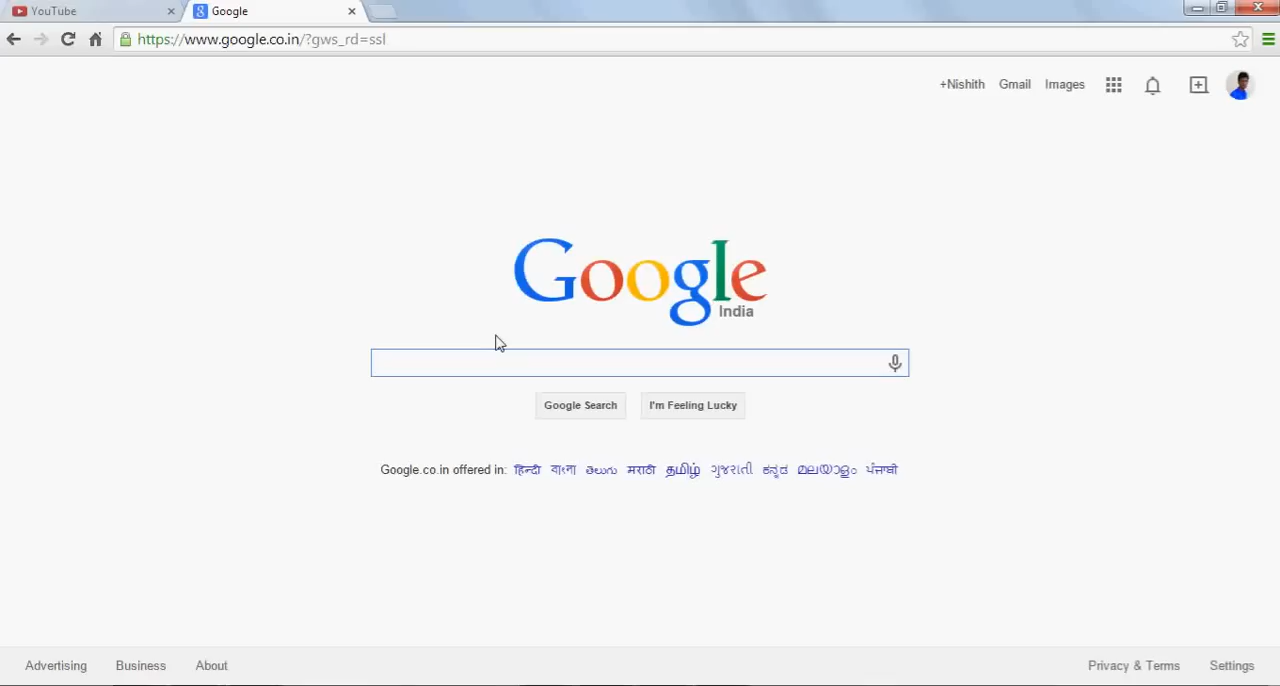 YouTube
Google
https://www.google.co.in/?gws_rd=ssl
+Nishith Gmail Images
Google
India
Google Search I'm Feeling Lucky
Google.co.in offered in: हिन्दी বাংলা తెలుగు मराठी தமிழ் ગુજરાતી ಕನ್ನಡ മലയാളം ਪੰਜਾਬੀ
Advertising Business About Privacy & Terms Settings